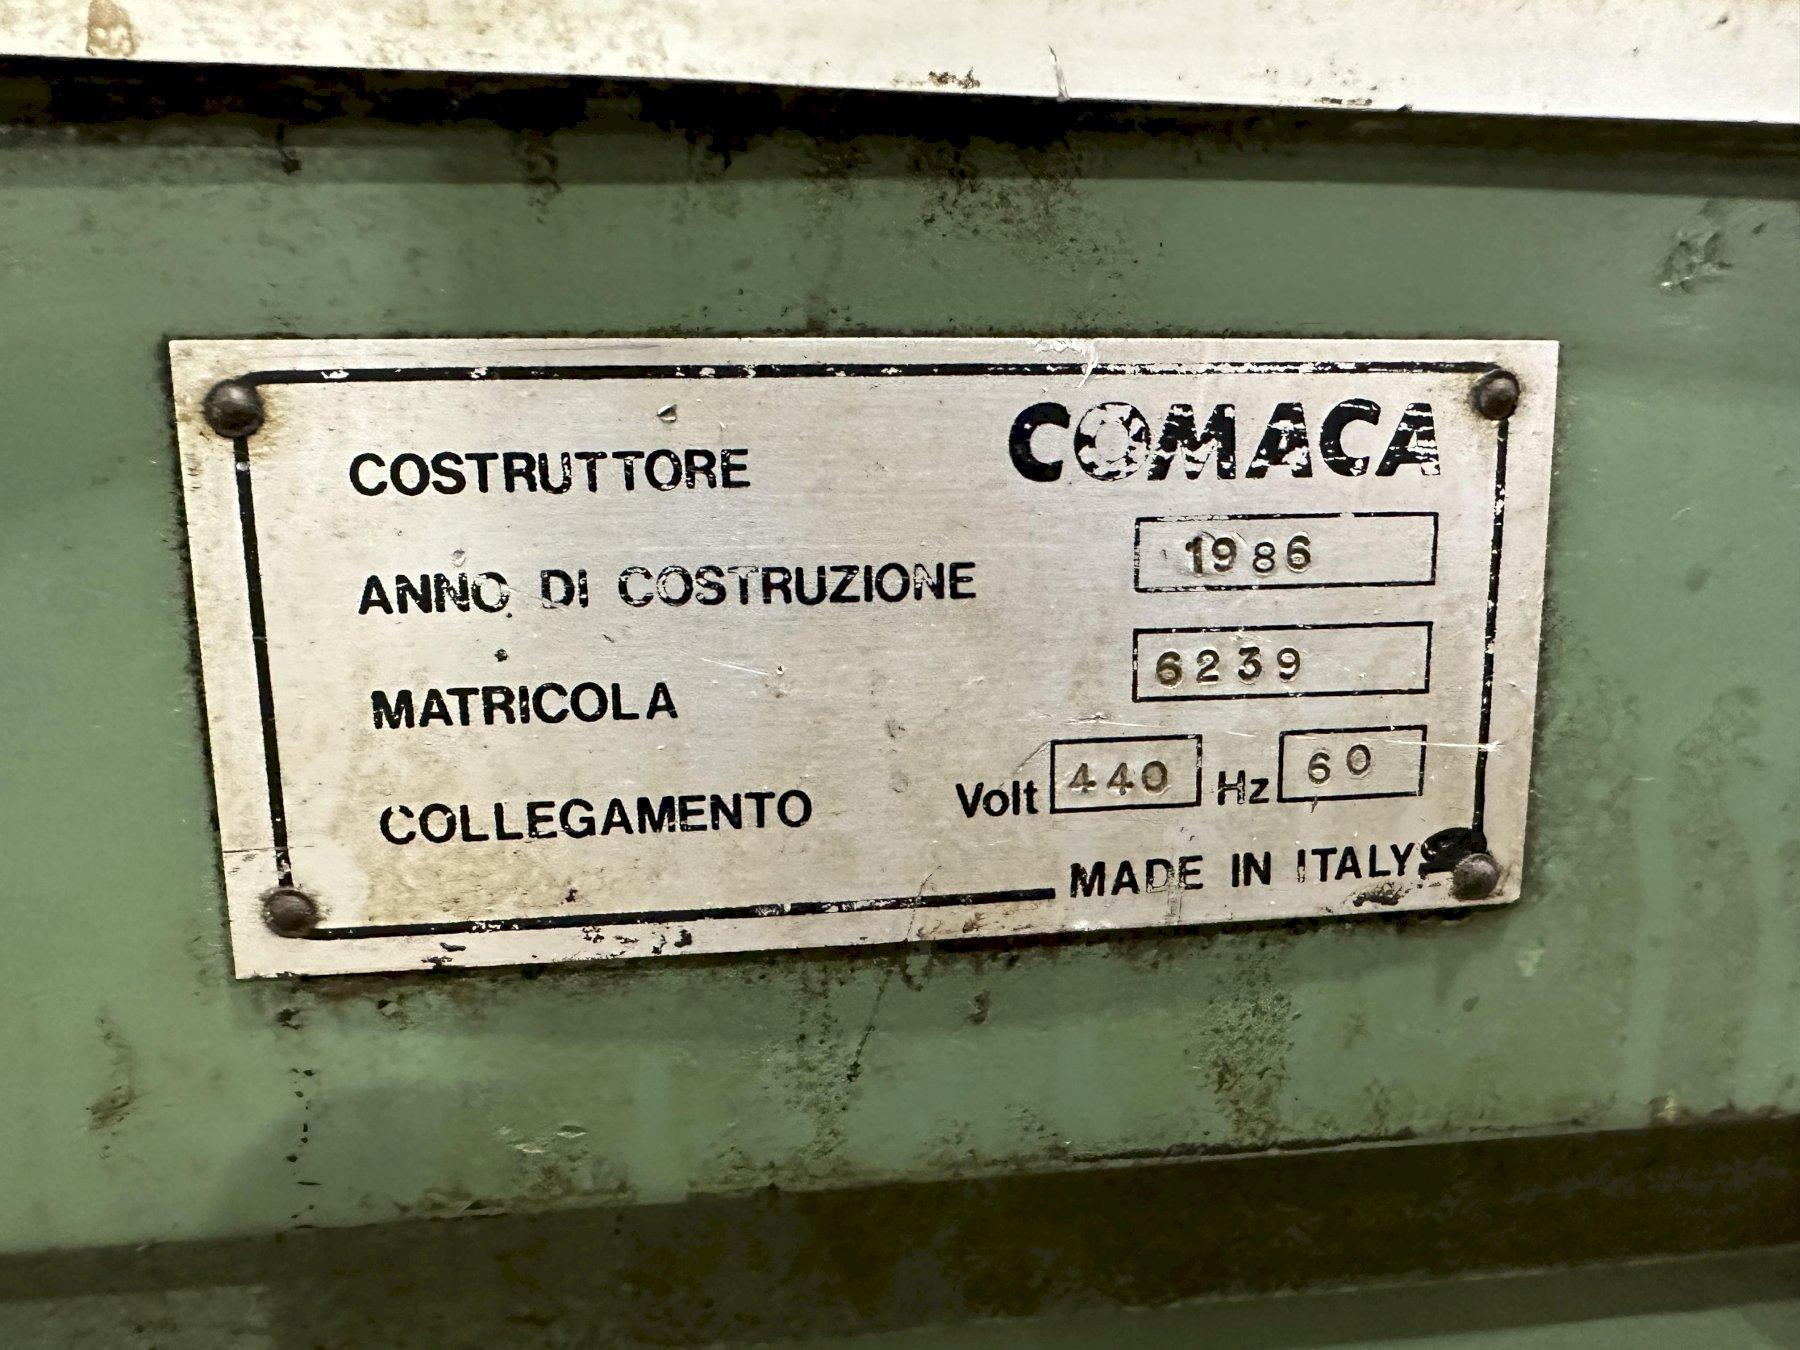 COSTRUTTORE COMACA
ANNO DI COSTRUZIONE 1986
MATRICOLA 6239
COLLEGAMENTO Volt 440 Hz 60
MADE IN ITALY